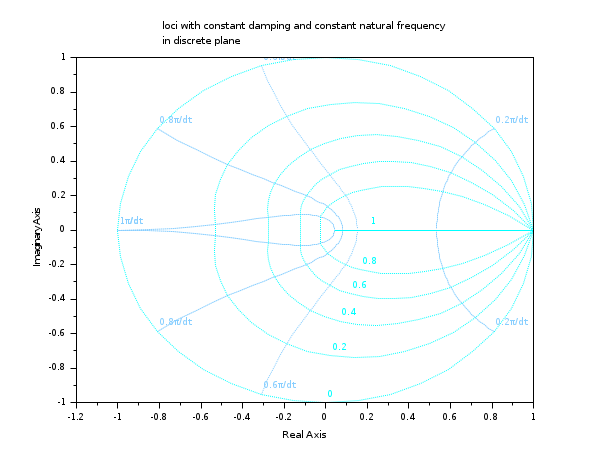 loci with constant damping and constant natural frequency
in discrete plane
1
0.8π/dt
0.2π/dt
0.6
0.4
0.2
1π/dt
1
0
Imaginary Axis
-0.2
0.8
0.6
-0.4
0.4
0.8π/dt
0.2π/dt
-0.6
0.2
-0.8
0.6π/dt
0
-1
-1.2 -1 -0.8 -0.6 -0.4 -0.2 0 0.2 0.4 0.6 0.8 1
Real Axis